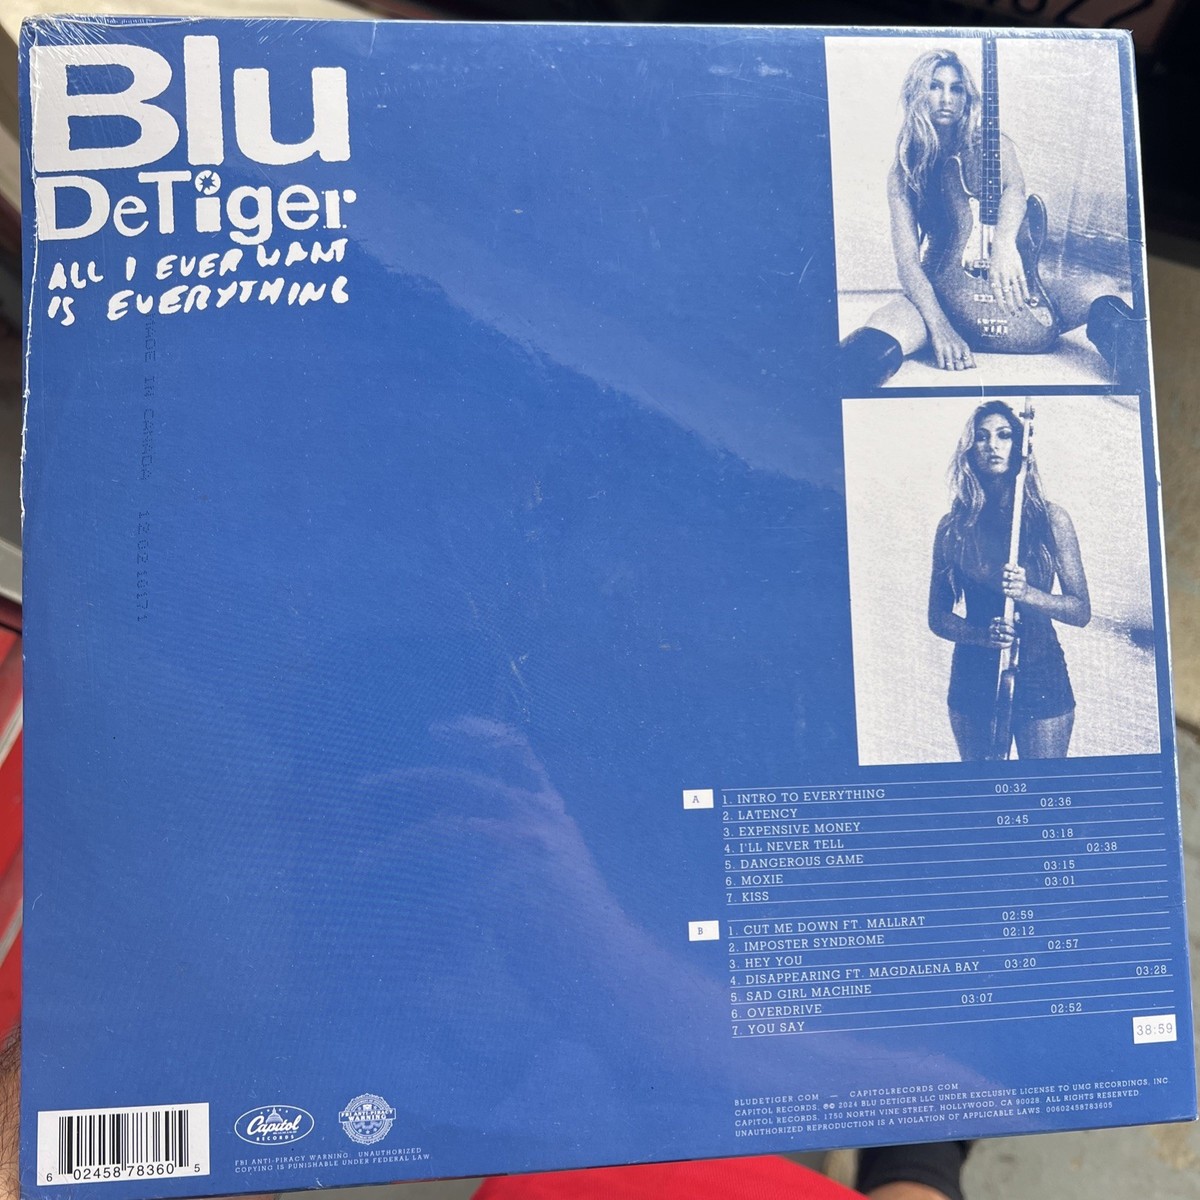 Blu
DeTiger
ALL I EVER WANT
IS EVERYTHING
MADE IN CANADA 12 02 10171
A
1. INTRO TO EVERYTHING 00:32
2. LATENCY 02:36
3. EXPENSIVE MONEY 02:45
4. I'LL NEVER TELL 03:18
5. DANGEROUS GAME 02:38
6. MOXIE 03:15
7. KISS 03:01
B
1. CUT ME DOWN FT. MALLRAT 02:59
2. IMPOSTER SYNDROME 02:12
3. HEY YOU 02:57
4. DISAPPEARING FT. MAGDALENA BAY 03:20
5. SAD GIRL MACHINE 03:28
6. OVERDRIVE 03:07
7. YOU SAY 02:52
38:59
BLUDETIGER.COM — CAPITOLRECORDS.COM
CAPITOL RECORDS. ℗© 2024 BLU DETIGER LLC UNDER EXCLUSIVE LICENSE TO UMG RECORDINGS, INC.
CAPITOL RECORDS, 1750 NORTH VINE STREET, HOLLYWOOD, CA 90028. ALL RIGHTS RESERVED
UNAUTHORIZED REPRODUCTION IS A VIOLATION OF APPLICABLE LAWS 00602458783605
6 02458 78360 5
Capitol
RECORDS
FBI ANTI-PIRACY
WARNING
FBI ANTI-PIRACY WARNING: UNAUTHORIZED
COPYING IS PUNISHABLE UNDER FEDERAL LAW.